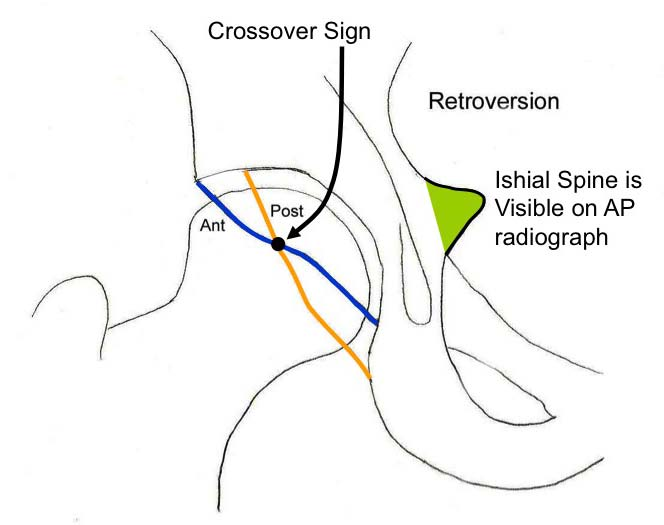 Crossover Sign
Retroversion
Ishial Spine is
Visible on AP
radiograph
Ant
Post